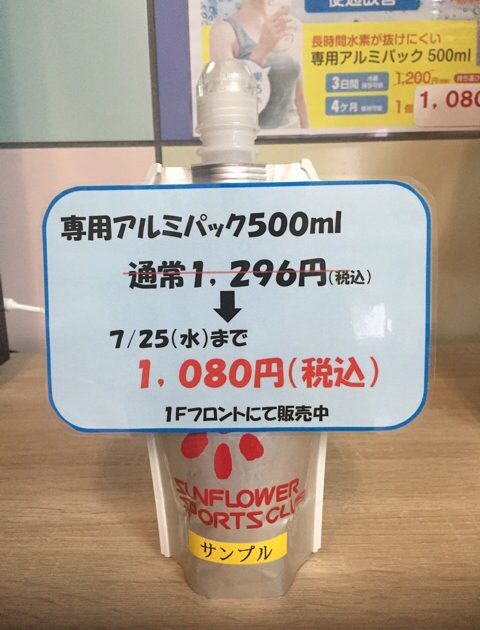 長時間水素が抜けにくい
専用アルミパック 500ml
3日間
1,200円
4ヶ月
1個
1,080
専用アルミパック500ml
通常1,296円(税込)
7/25(水)まで
1,080円(税込)
1Fフロントにて販売中
SUNFLOWER
SPORTS CLUB
サンプル